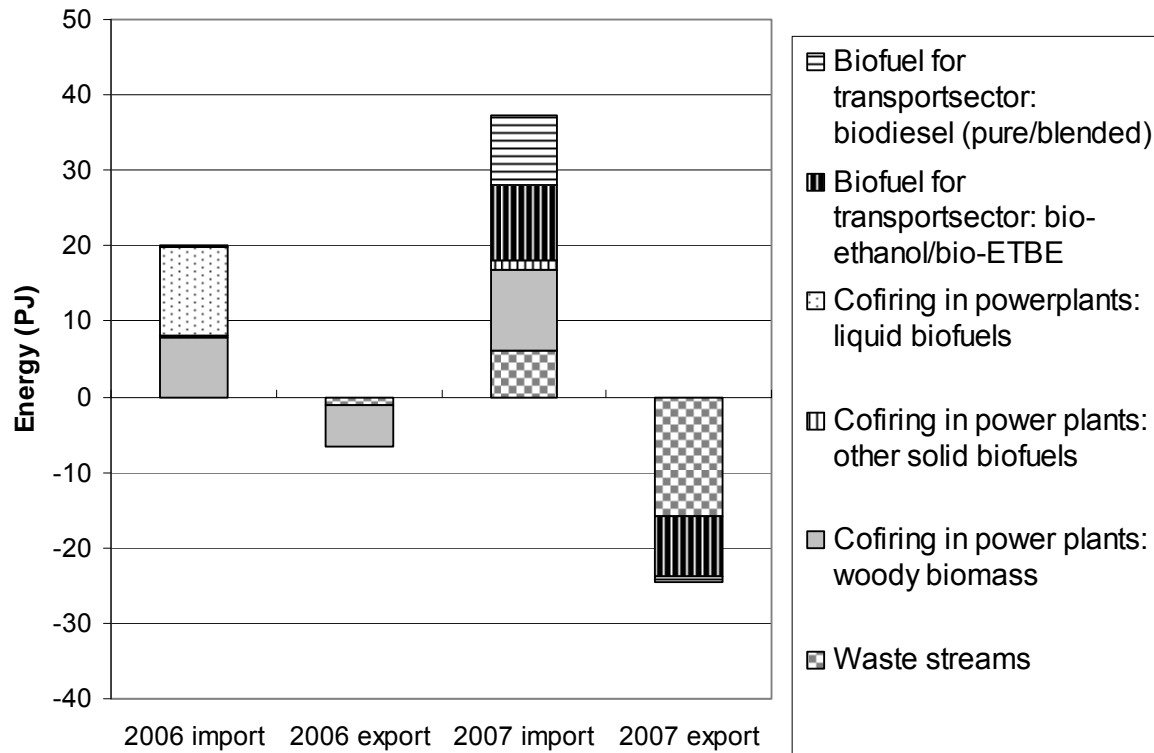 50
40
30
20
10
0
-10
-20
-30
-40
Energy (PJ)
2006 import
2006 export
2007 import
2007 export
Biofuel for
transportsector:
biodiesel (pure/blended)
Biofuel for
transportsector: bio-
ethanol/bio-ETBE
Cofiring in powerplants:
liquid biofuels
Cofiring in power plants:
other solid biofuels
Cofiring in power plants:
woody biomass
Waste streams